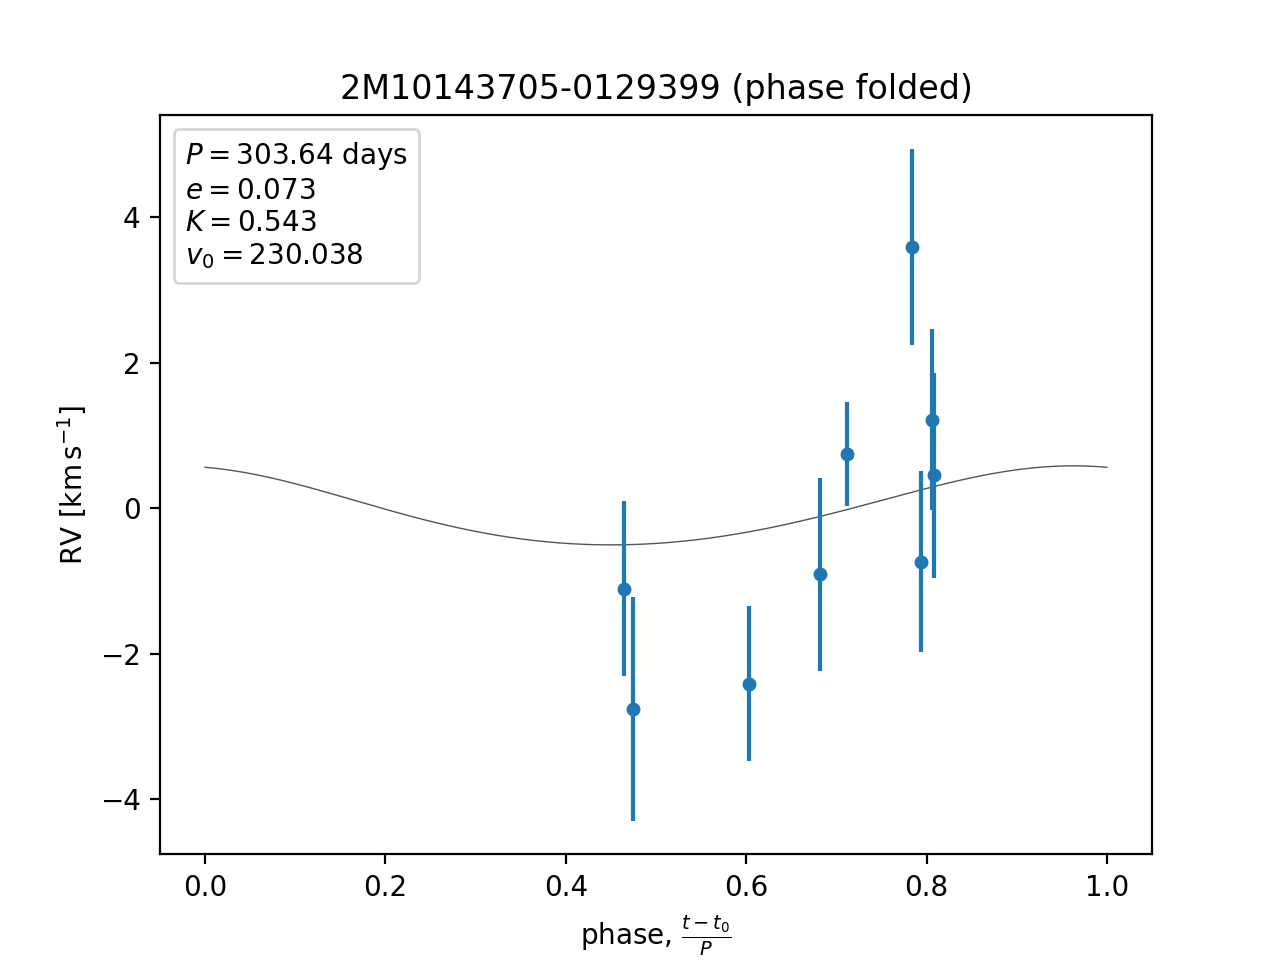 2M10143705-0129399 (phase folded)
P = 303.64 days
e = 0.073
K = 0.543
v₀ = 230.038
4
2
0
−2
−4
RV [km s⁻¹]
0.0 0.2 0.4 0.6 0.8 1.0
phase, (t − t₀)/P